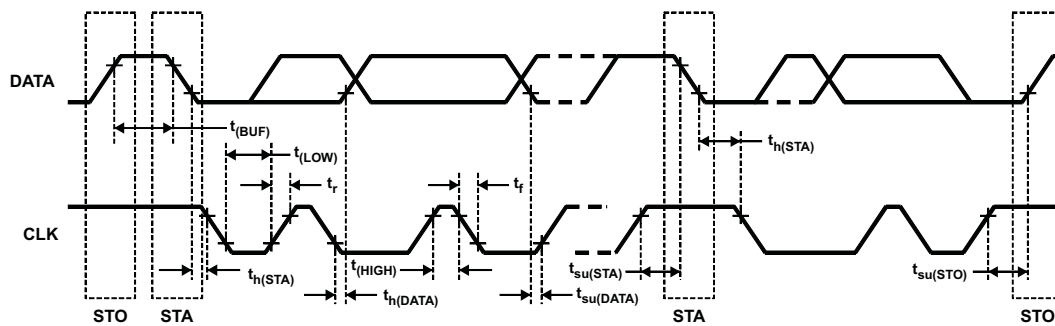 DATA
t(BUF)
t(LOW)
th(STA)
tr
tf
CLK
th(STA)
t(HIGH)
tsu(STA)
tsu(STO)
th(DATA)
tsu(DATA)
STO
STA
STA
STO